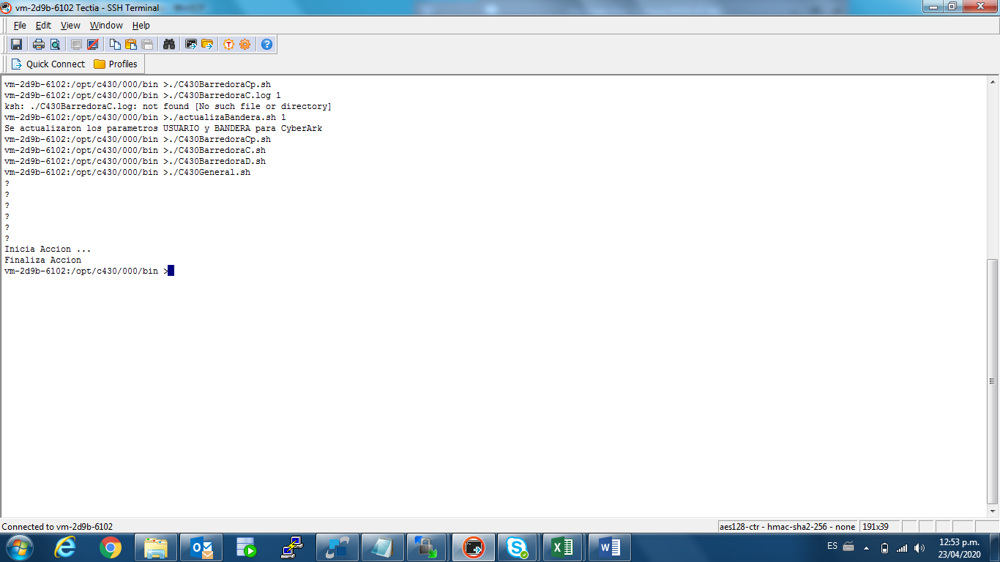 vm-2d9b-6102 Tectia - SSH Terminal
File Edit View Window Help
Quick Connect Profiles
vm-2d9b-6102:/opt/c430/000/bin >./C430BarredoraCp.sh
vm-2d9b-6102:/opt/c430/000/bin >./C430BarredoraC.log 1
ksh: ./C430BarredoraC.log: not found [No such file or directory]
vm-2d9b-6102:/opt/c430/000/bin >./actualizaBandera.sh 1
Se actualizaron los parametros USUARIO y BANDERA para CyberArk
vm-2d9b-6102:/opt/c430/000/bin >./C430BarredoraCp.sh
vm-2d9b-6102:/opt/c430/000/bin >./C430BarredoraC.sh
vm-2d9b-6102:/opt/c430/000/bin >./C430BarredoraD.sh
vm-2d9b-6102:/opt/c430/000/bin >./C430General.sh
?
?
?
?
?
?
Inicia Accion ...
Finaliza Accion
vm-2d9b-6102:/opt/c430/000/bin >
Connected to vm-2d9b-6102 aes128-ctr - hmac-sha2-256 - none 191x39
ES 12:53 p.m.
23/04/2020